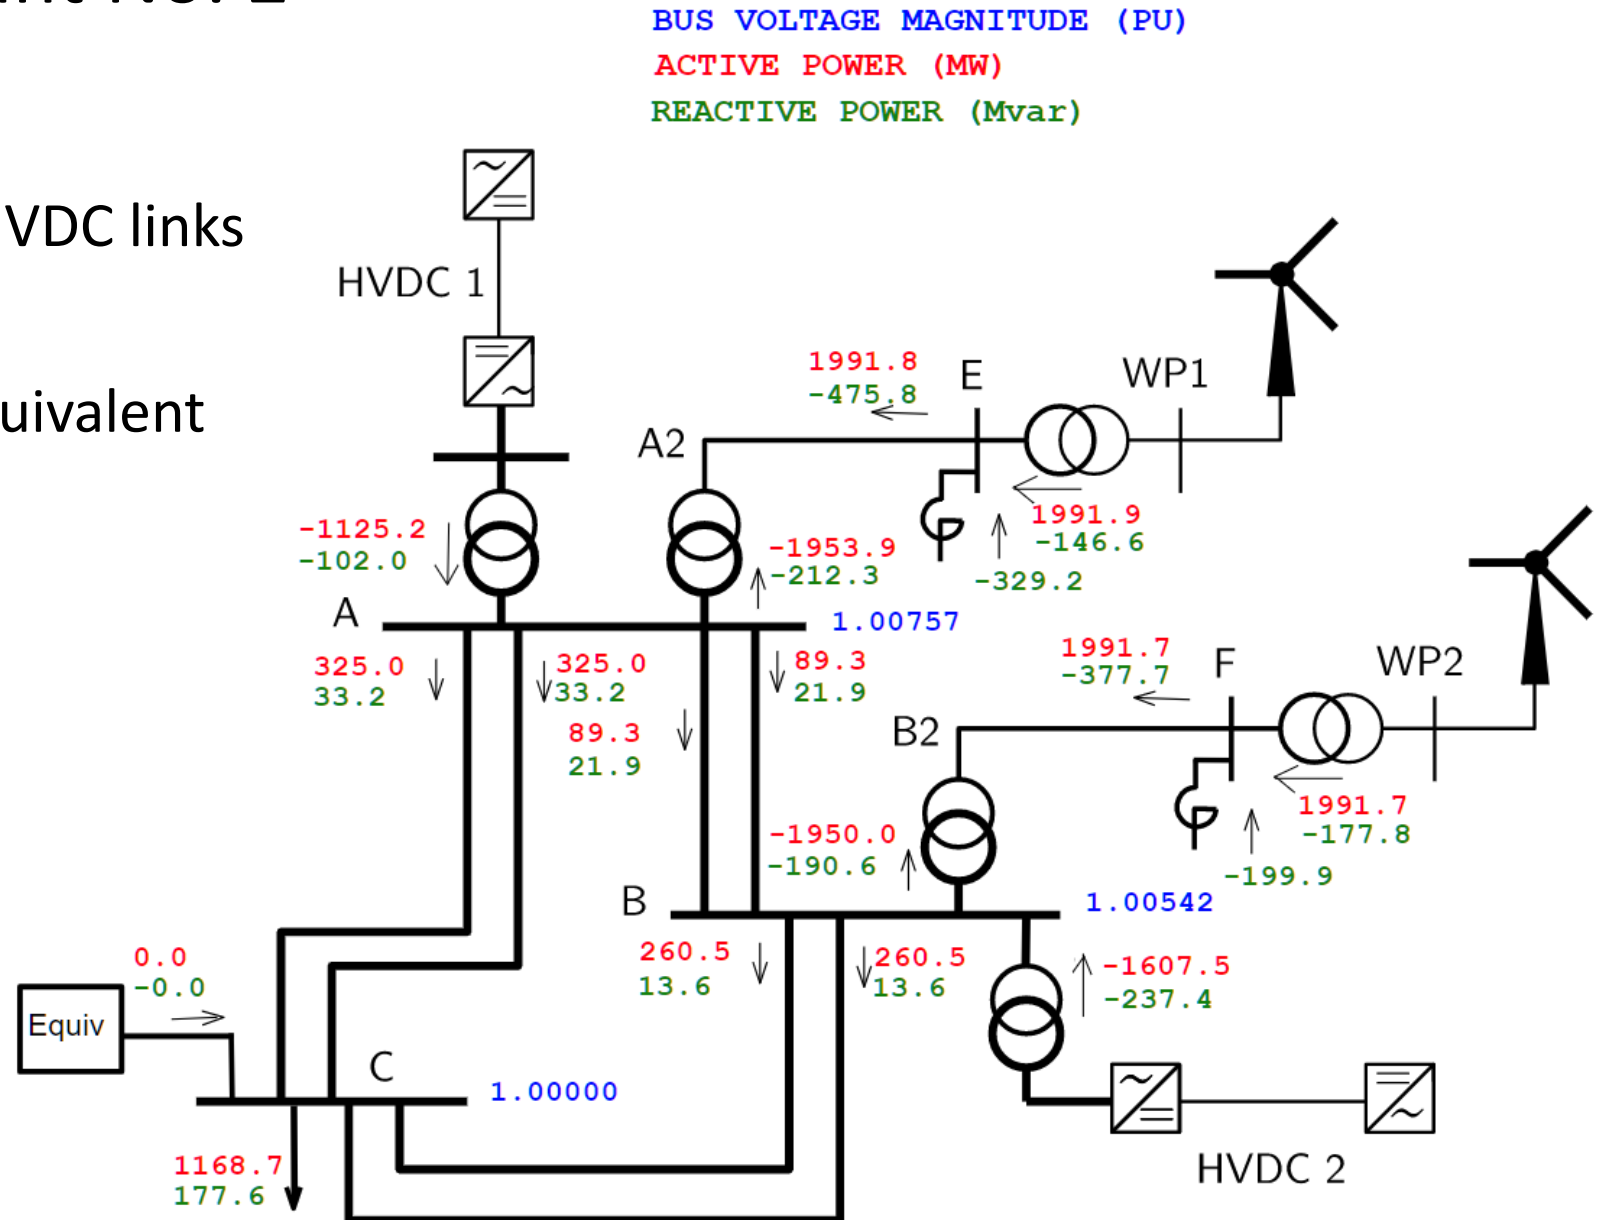 BUS VOLTAGE MAGNITUDE (PU)
ACTIVE POWER (MW)
REACTIVE POWER (Mvar)
VDC links
HVDC 1
uivalent
1991.8
-475.8
E
WP1
A2
-1125.2
-102.0
-1953.9
-212.3
1991.9
-146.6
-329.2
A
1.00757
325.0
33.2
325.0
33.2
89.3
21.9
89.3
21.9
1991.7
-377.7
F
WP2
B2
-1950.0
-190.6
1991.7
-177.8
-199.9
B
1.00542
0.0
-0.0
260.5
13.6
260.5
13.6
-1607.5
-237.4
Equiv
C
1.00000
1168.7
177.6
HVDC 2